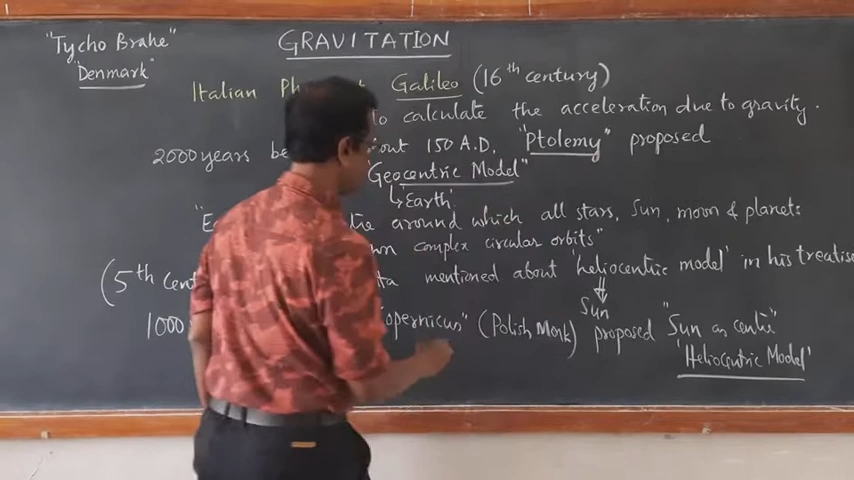 "Tycho Brahe"
"Denmark"
GRAVITATION
Italian Ph Galileo (16th century)
to calculate the acceleration due to gravity.
2000 years be out 150 A.D. "Ptolemy" proposed
"Geocentric Model"
'Earth'
the around which all stars, Sun, moon & planets
complex circular orbits"
(5th Cent ta mentioned about 'heliocentric model' in his treatise
Sun
1000 opernicus" (Polish Monk) proposed "Sun as centre"
'Heliocentric Model'